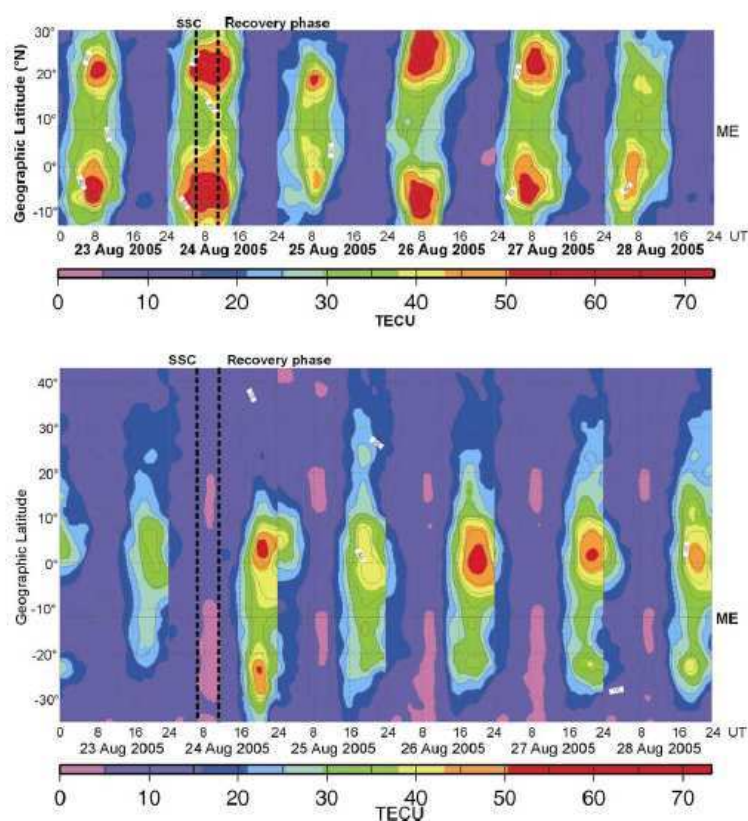 SSC Recovery phase
Geographic Latitude (°N)
30°
20°
10°
0°
-10°
ME
0 8 16 24 8 16 24 8 16 24 8 16 24 8 16 24 8 16 24 UT
23 Aug 2005 24 Aug 2005 25 Aug 2005 26 Aug 2005 27 Aug 2005 28 Aug 2005
0 10 20 30 40 50 60 70
TECU
SSC Recovery phase
Geographic Latitude
40°
30°
20°
10°
0°
-10°
-20°
-30°
ME
0 8 16 0 8 16 0 8 16 0 8 16 0 8 16 0 8 16 24 UT
23 Aug 2005 24 Aug 2005 25 Aug 2005 26 Aug 2005 27 Aug 2005 28 Aug 2005
0 10 20 30 40 50 60 70
TECU